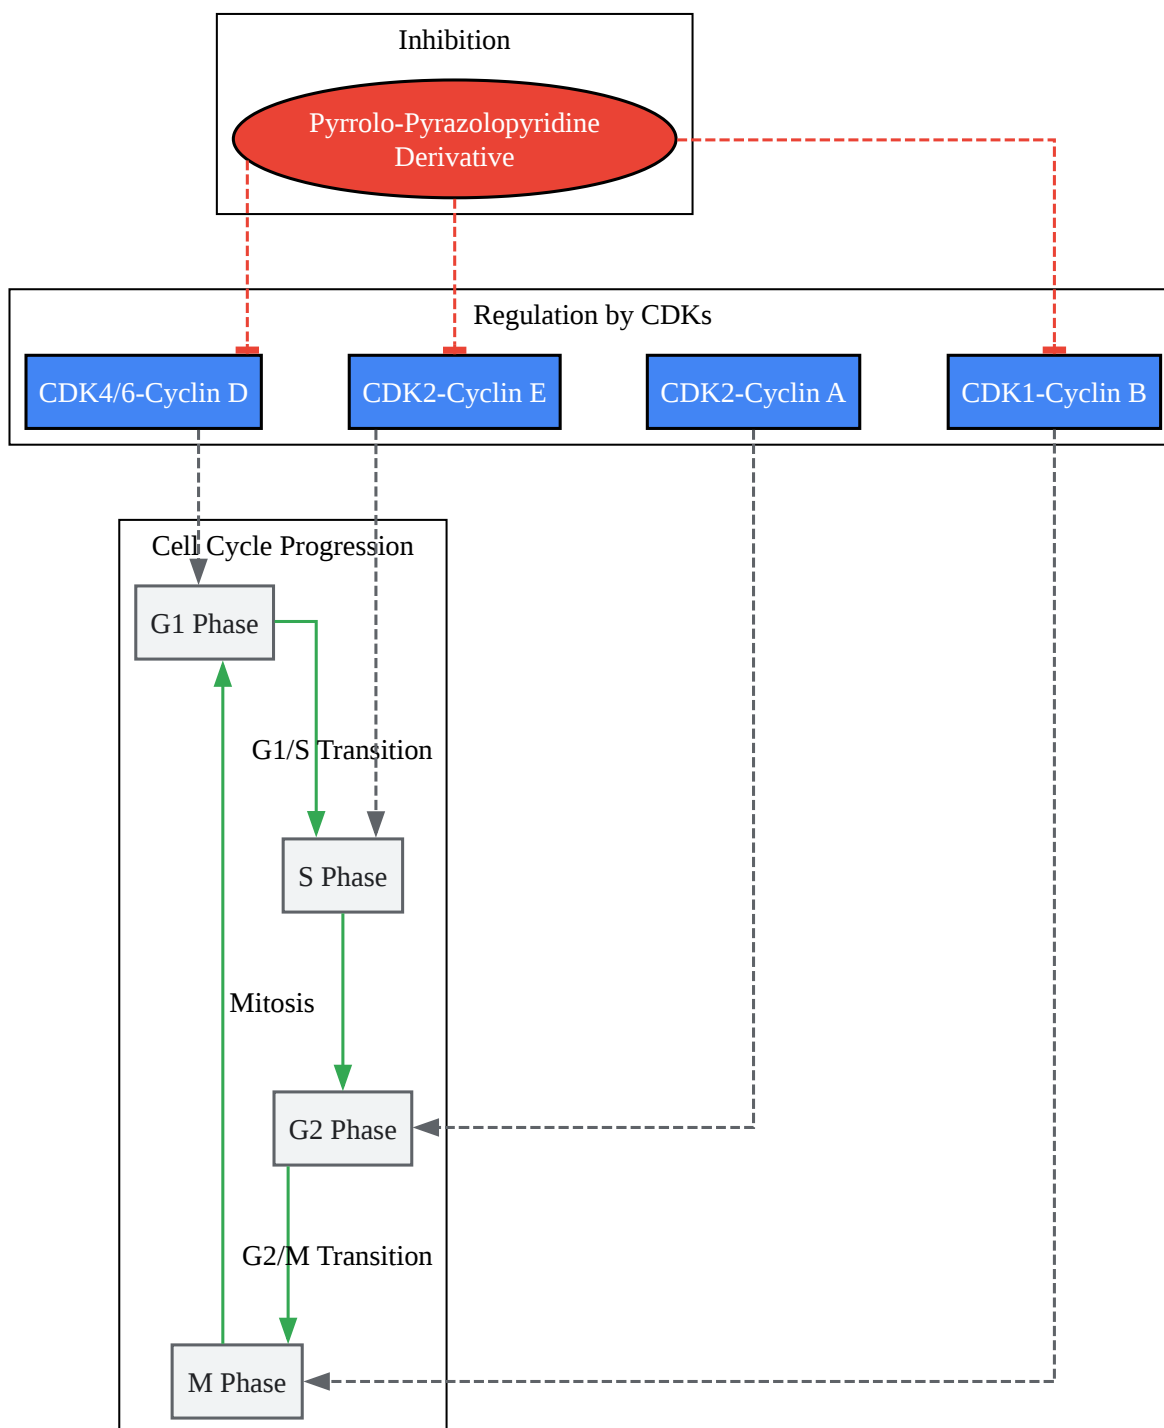 Inhibition
Pyrrolo-Pyrazolopyridine
Derivative
Regulation by CDKs
CDK4/6-Cyclin D
CDK2-Cyclin E
CDK2-Cyclin A
CDK1-Cyclin B
Cell Cycle Progression
G1 Phase
G1/S Transition
S Phase
Mitosis
G2 Phase
G2/M Transition
M Phase